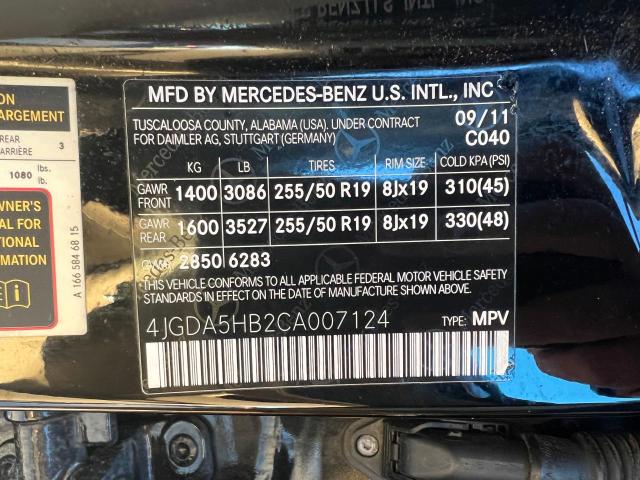 MFD BY MERCEDES-BENZ U.S. INTL., INC
TUSCALOOSA COUNTY, ALABAMA (USA). UNDER CONTRACT 09/11
FOR DAIMLER AG, STUTTGART (GERMANY) C040
KG LB TIRES RIM SIZE COLD KPA (PSI)
GAWR FRONT 1400 3086 255/50 R19 8Jx19 310(45)
GAWR REAR 1600 3527 255/50 R19 8Jx19 330(48)
GVWR 2850 6283
THIS VEHICLE CONFORMS TO ALL APPLICABLE FEDERAL MOTOR VEHICLE SAFETY
STANDARDS IN EFFECT ON THE DATE OF MANUFACTURE SHOWN ABOVE.
4JGDA5HB2CA007124 TYPE: MPV
ON
ARGEMENT
REAR 3
ARRIÈRE
1080 lbs.
lb.
WNER'S
AL FOR
TIONAL
MATION
A 166 584 68 15